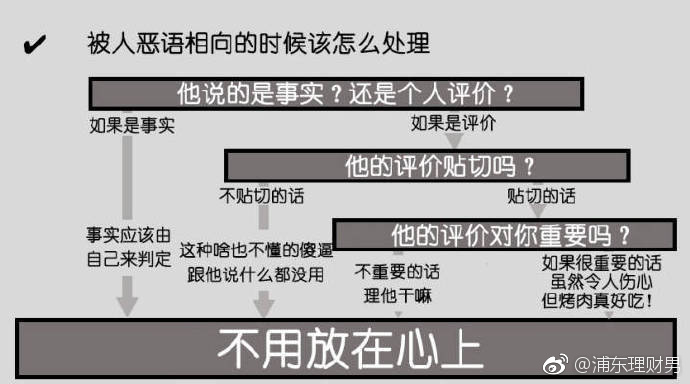 ✔ 被人恶语相向的时候该怎么处理
他说的是事实？还是个人评价？
如果是事实
如果是评价
他的评价贴切吗？
不贴切的话
贴切的话
他的评价对你重要吗？
事实应该由
自己来判定
这种啥也不懂的傻逼
跟他说什么都没用
不重要的话
理他干嘛
如果很重要的话
虽然令人伤心
但烤肉真好吃！
不用放在心上
@浦东理财男